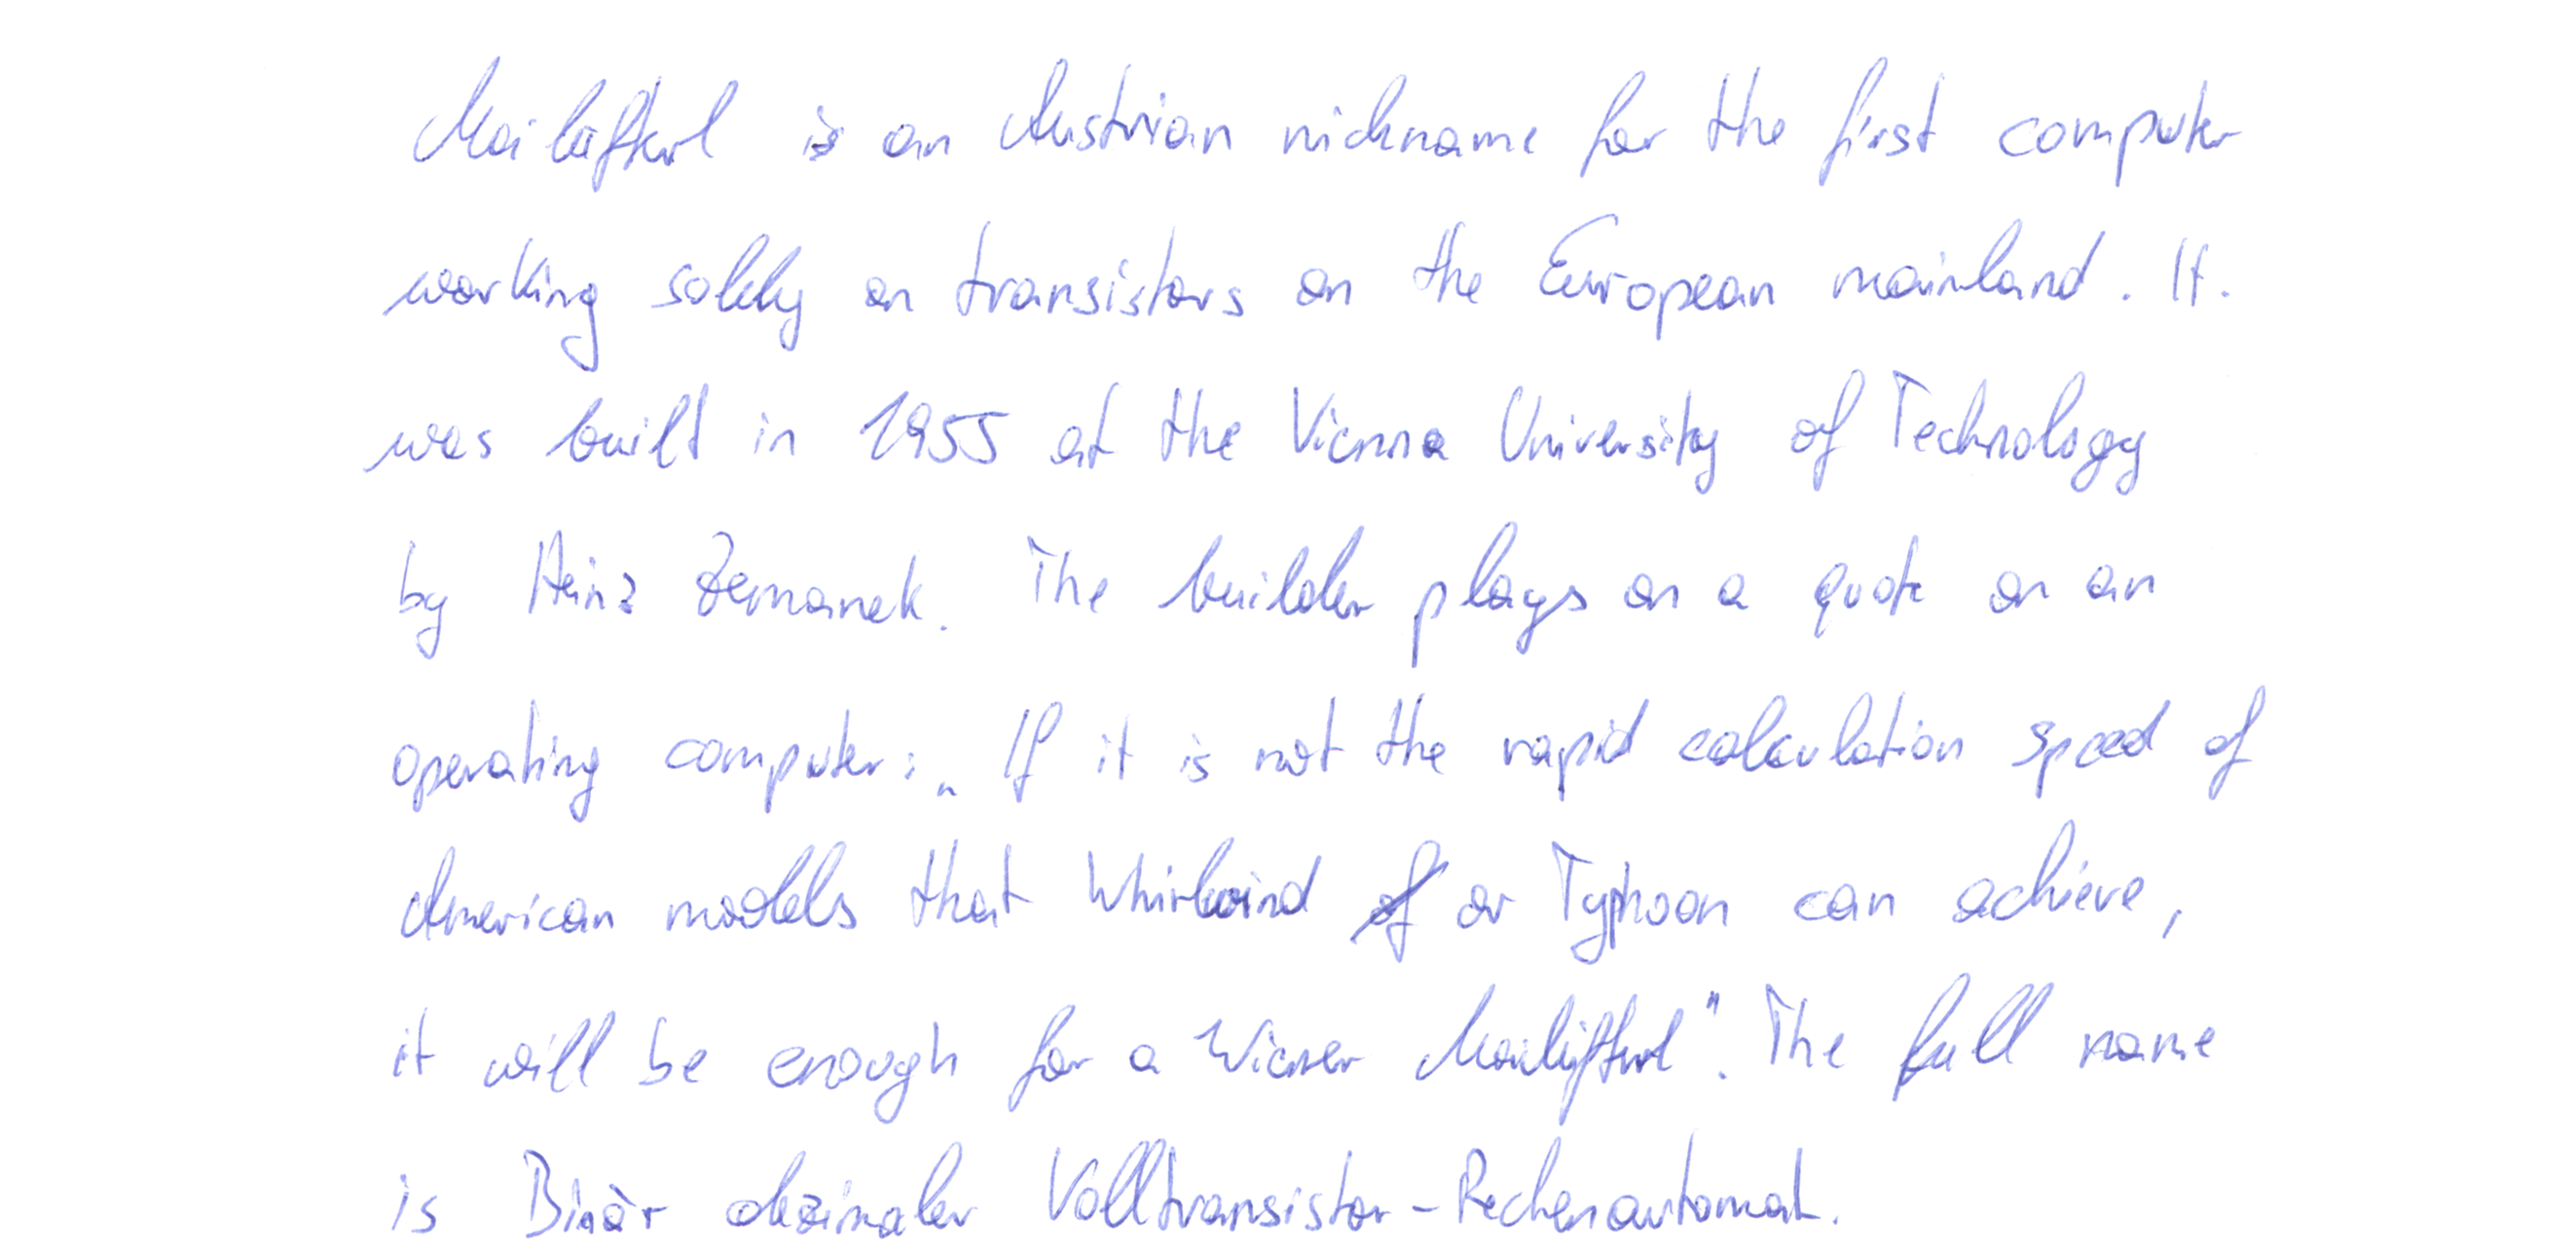 Mailüfterl is an Austrian nickname for the first computer
working solely on transistors on the European mainland. It.
was built in 1955 at the Vienna University of Technology
by Heinz Zemanek. The builder plays on a quote on an
operating computer: „If it is not the rapid calculation speed of
American models that Whirlwind or Typhoon can achieve,
it will be enough for a Wiener Mailüfterl". The full name
is Binär dezimaler Volltransistor-Rechenautomat.